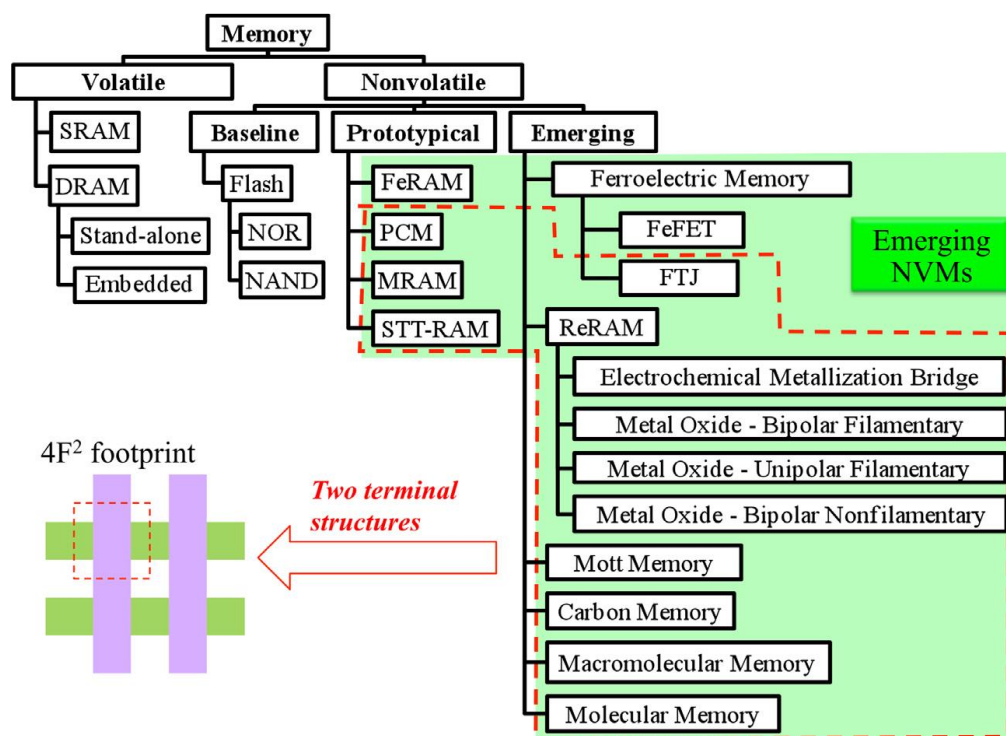 Memory
Volatile
Nonvolatile
SRAM
DRAM
Stand-alone
Embedded
Baseline
Flash
NOR
NAND
Prototypical
FeRAM
PCM
MRAM
STT-RAM
Emerging
Ferroelectric Memory
FeFET
FTJ
ReRAM
Electrochemical Metallization Bridge
Metal Oxide - Bipolar Filamentary
Metal Oxide - Unipolar Filamentary
Metal Oxide - Bipolar Nonfilamentary
Mott Memory
Carbon Memory
Macromolecular Memory
Molecular Memory
Emerging
NVMs
4F² footprint
Two terminal
structures